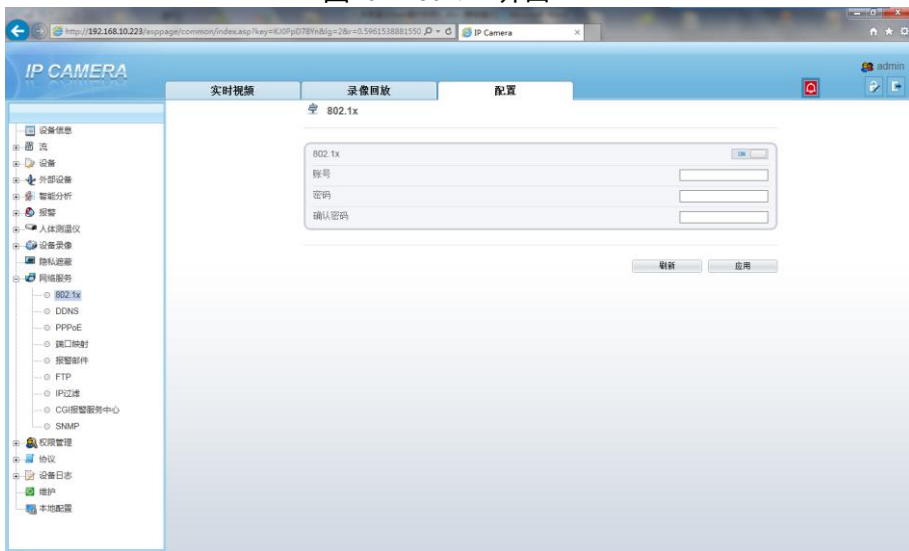 http://192.168.10.223/asppage/common/index.asp?key=
IP Camera
IP CAMERA
admin
实时视频
录像回放
配置
802.1x
设备信息
流
设备
外部设备
智能分析
报警
人体测温仪
设备录像
隐私遮蔽
网络服务
802.1x
DDNS
PPPoE
端口映射
报警邮件
FTP
IP过滤
CGI报警服务中心
SNMP
权限管理
协议
设备日志
维护
本地配置
802.1x
ON
账号
密码
确认密码
刷新
应用